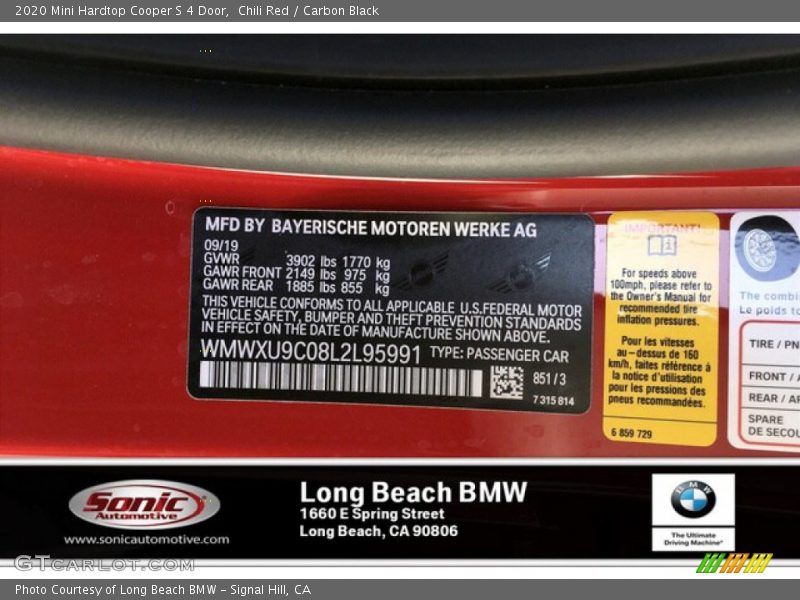 2020 Mini Hardtop Cooper S 4 Door,  Chili Red / Carbon Black
MFD BY BAYERISCHE MOTOREN WERKE AG
09/19
GVWR 3902 lbs 1770 kg
GAWR FRONT 2149 lbs 975 kg
GAWR REAR 1885 lbs 855 kg
THIS VEHICLE CONFORMS TO ALL APPLICABLE U.S.FEDERAL MOTOR
VEHICLE SAFETY, BUMPER AND THEFT PREVENTION STANDARDS
IN EFFECT ON THE DATE OF MANUFACTURE SHOWN ABOVE.
WMWXU9C08L2L95991 TYPE: PASSENGER CAR
851 / 3
7 315 814
IMPORTANT!
For speeds above
100mph, please refer to
the Owner's Manual for
recommended tire
inflation pressures.
Pour les vitesses
au-dessus de 160
km/h, faites référence à
la notice d'utilisation
pour les pressions des
pneus recommandées.
6 859 729
The combi
Le poids to
TIRE / PN
FRONT / A
REAR / AR
SPARE
DE SECOU
Sonic
Automotive
www.sonicautomotive.com
Long Beach BMW
1660 E Spring Street
Long Beach, CA 90806
BMW
The Ultimate
Driving Machine®
GTCARLOT.COM
Photo Courtesy of Long Beach BMW - Signal Hill, CA